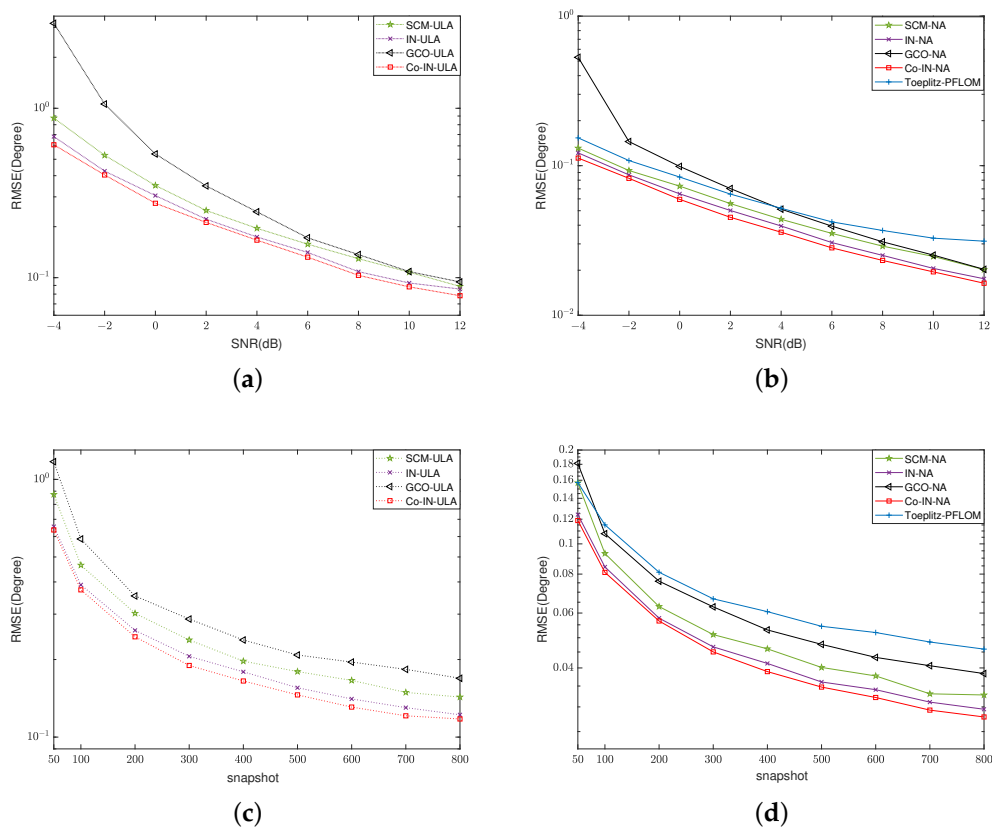 10⁰
10⁻¹
RMSE(Degree)
−4 −2 0 2 4 6 8 10 12
SNR(dB)
SCM-ULA
IN-ULA
GCO-ULA
Co-IN-ULA
(a)
10⁰
10⁻¹
10⁻²
RMSE(Degree)
−4 −2 0 2 4 6 8 10 12
SNR(dB)
SCM-NA
IN-NA
GCO-NA
Co-IN-NA
Toeplitz-PFLOM
(b)
10⁰
10⁻¹
RMSE(Degree)
50 100 200 300 400 500 600 700 800
snapshot
SCM-ULA
IN-ULA
GCO-ULA
Co-IN-ULA
(c)
0.2
0.18
0.16
0.14
0.12
0.1
0.08
0.06
0.04
RMSE(Degree)
50 100 200 300 400 500 600 700 800
snapshot
SCM-NA
IN-NA
GCO-NA
Co-IN-NA
Toeplitz-PFLOM
(d)